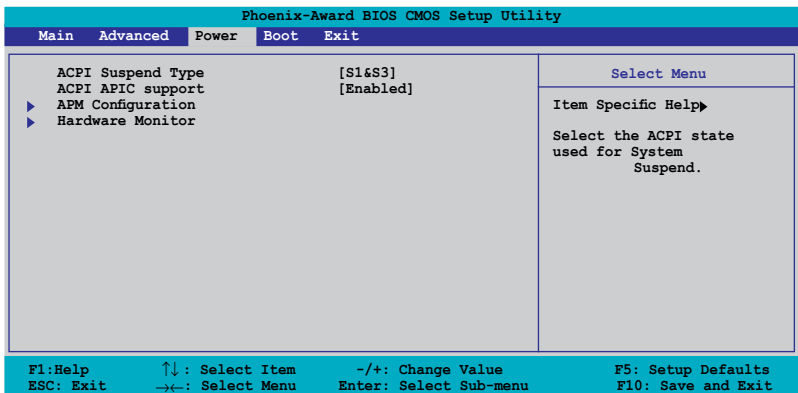 Phoenix-Award BIOS CMOS Setup Utility
Main Advanced Power Boot Exit
ACPI Suspend Type [S1&S3]
ACPI APIC support [Enabled]
APM Configuration
Hardware Monitor
Select Menu
Item Specific Help
Select the ACPI state
used for System
Suspend.
F1:Help ↑↓: Select Item -/+: Change Value F5: Setup Defaults
ESC: Exit →←: Select Menu Enter: Select Sub-menu F10: Save and Exit